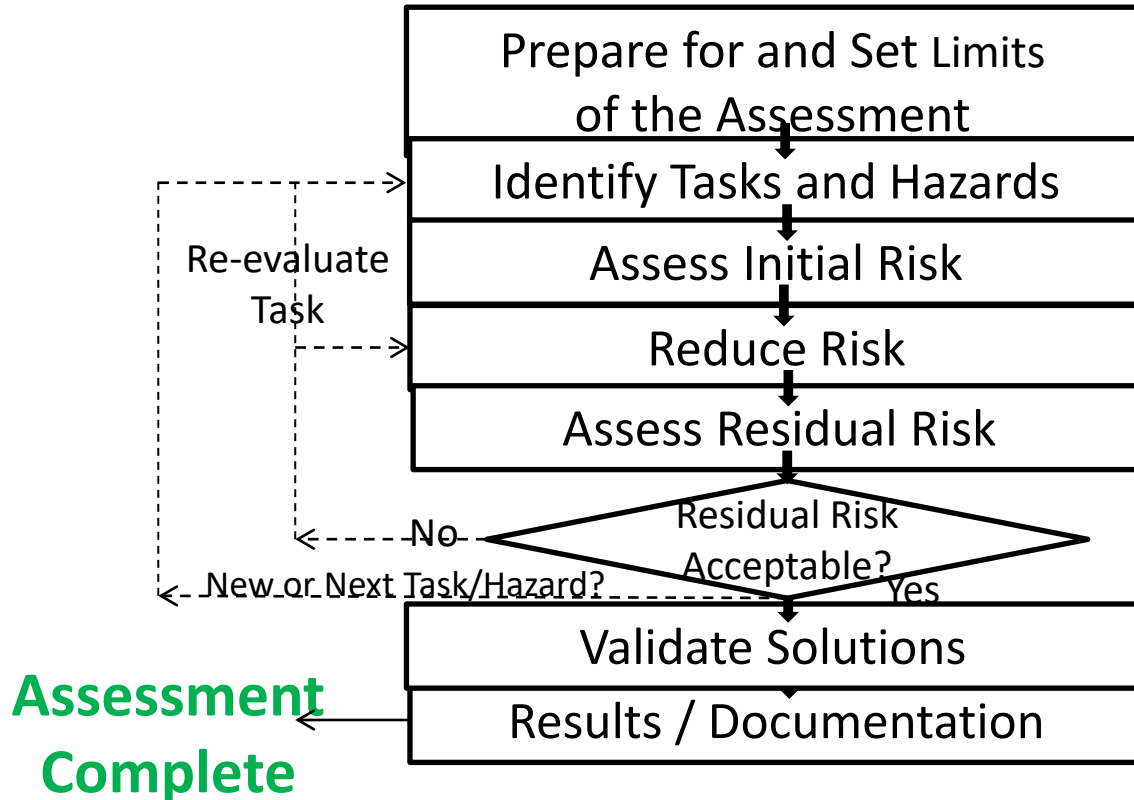 Prepare for and Set Limits
of the Assessment
Identify Tasks and Hazards
Re-evaluate
Task
Assess Initial Risk
Reduce Risk
Assess Residual Risk
Residual Risk
Acceptable?
No
Yes
New or Next Task/Hazard?
Validate Solutions
Results / Documentation
Assessment
Complete